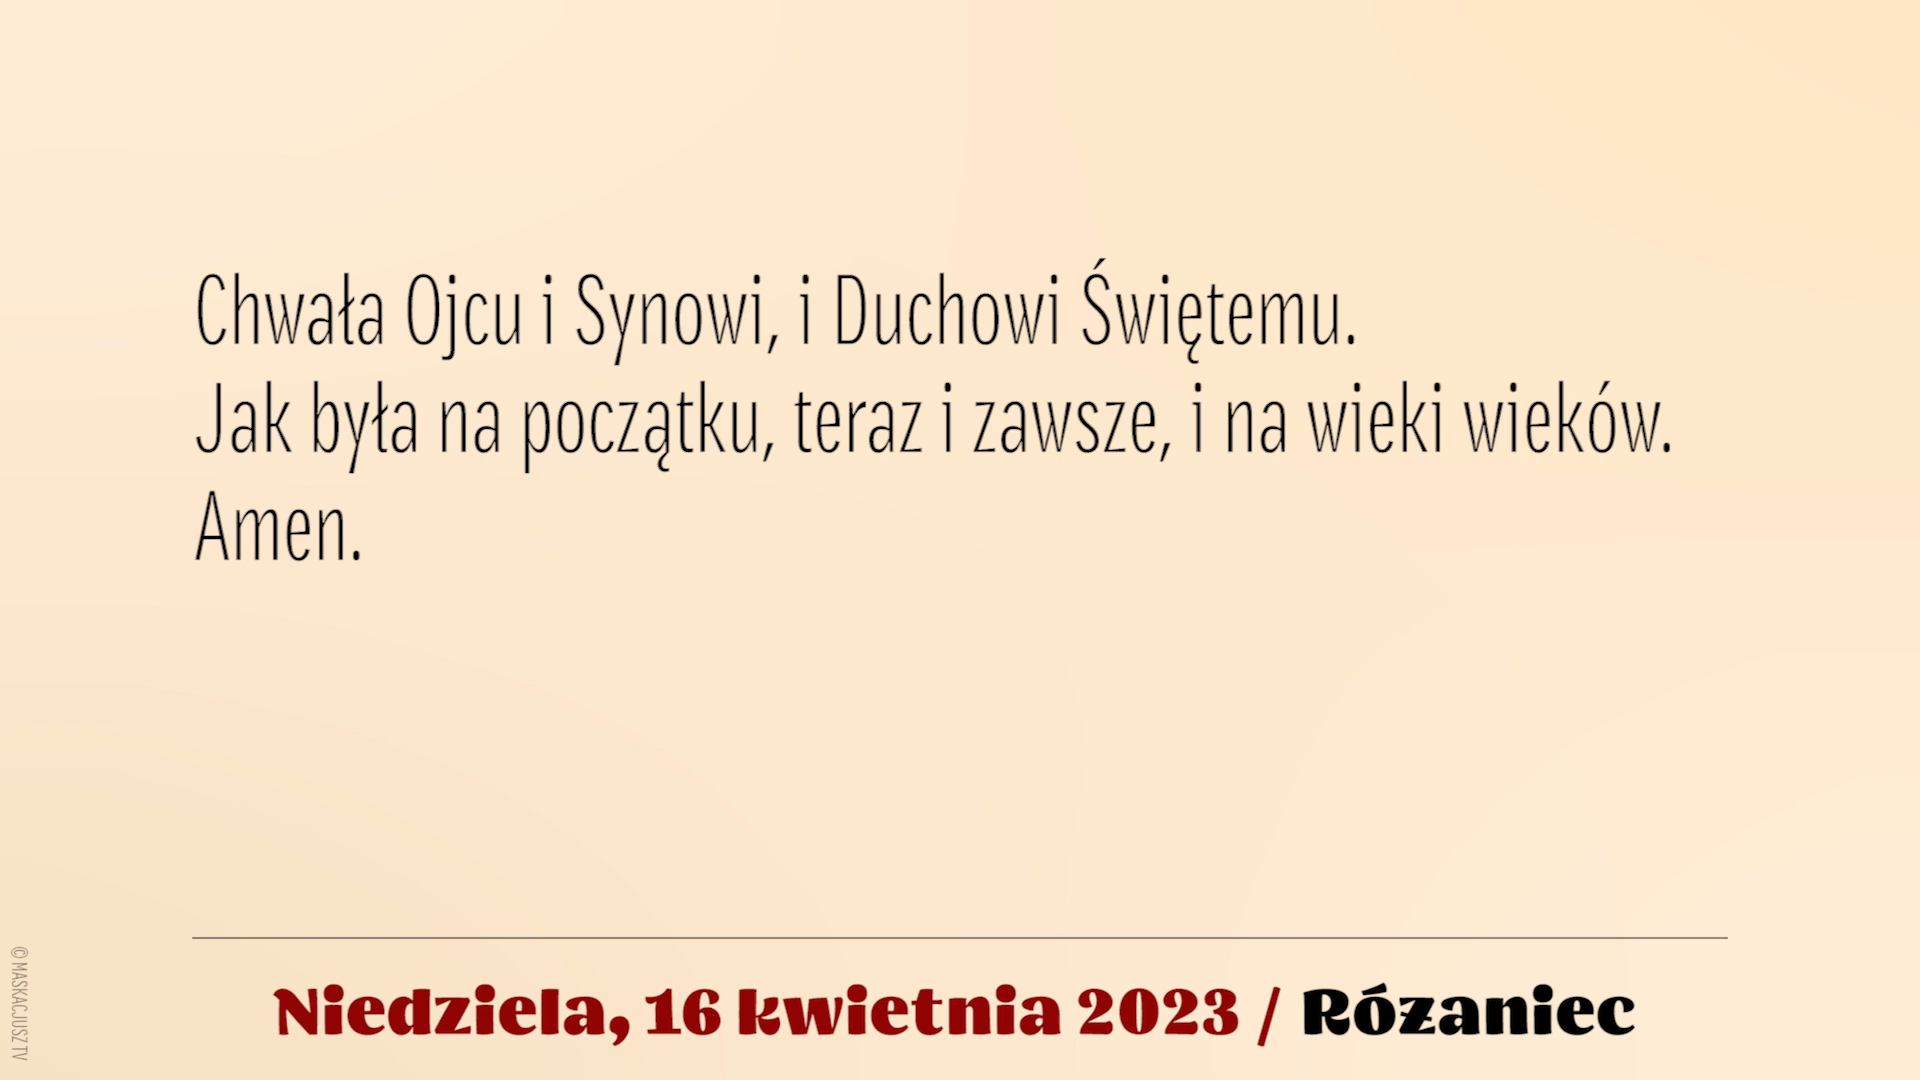 Chwała Ojcu i Synowi, i Duchowi Świętemu.
Jak była na początku, teraz i zawsze, i na wieki wieków.
Amen.
Niedziela, 16 kwietnia 2023 / Różaniec
© MASKACJUSZ TV